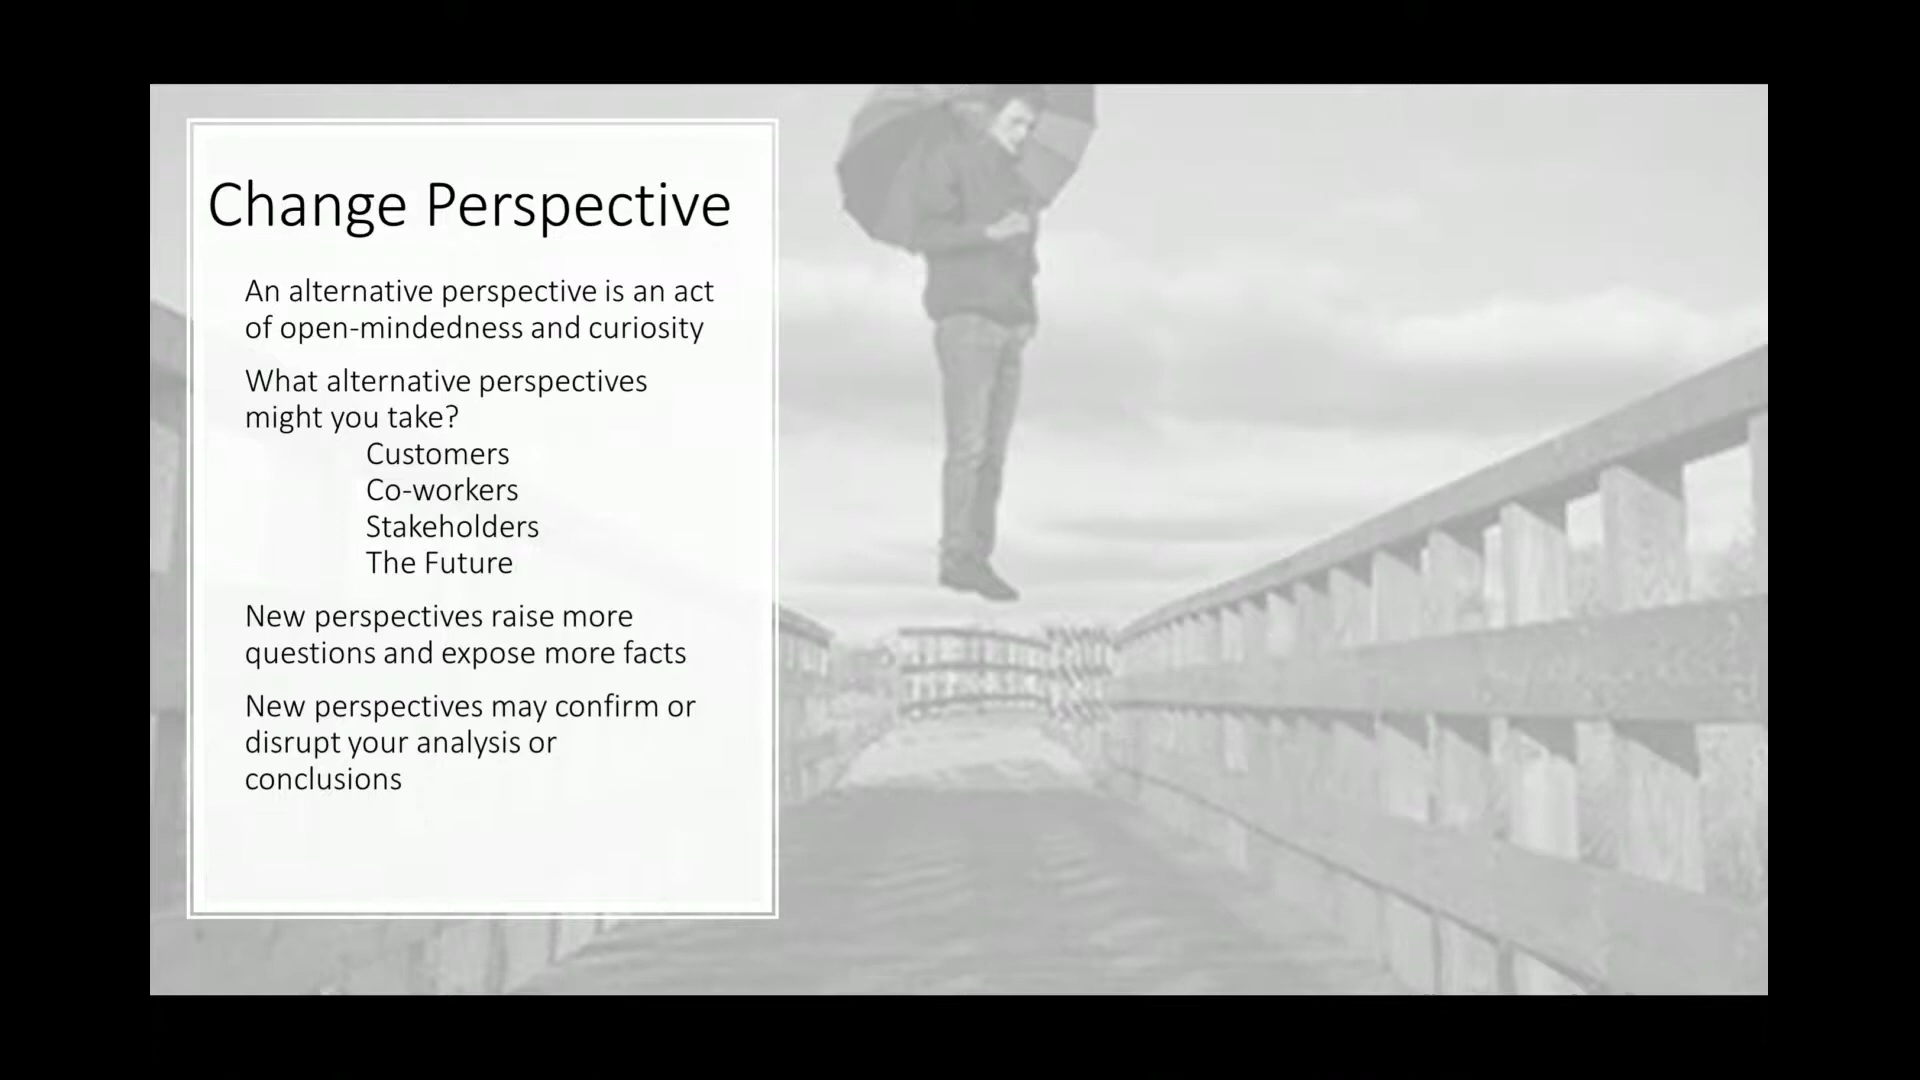 Change Perspective
An alternative perspective is an act
of open-mindedness and curiosity
What alternative perspectives
might you take?
Customers
Co-workers
Stakeholders
The Future
New perspectives raise more
questions and expose more facts
New perspectives may confirm or
disrupt your analysis or
conclusions